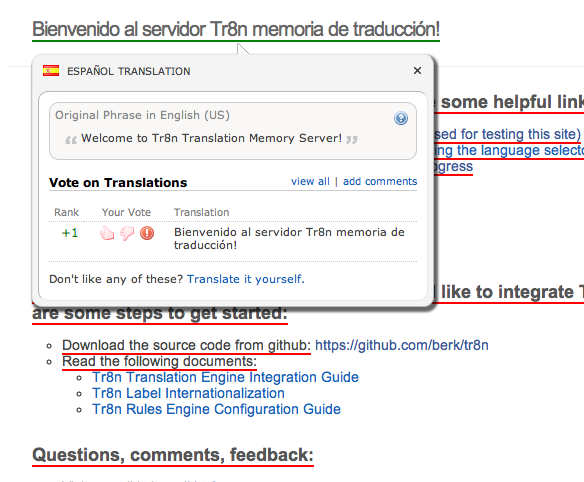 Bienvenido al servidor Tr8n memoria de traducción!
ESPAÑOL TRANSLATION
Original Phrase in English (US)
Welcome to Tr8n Translation Memory Server!
Vote on Translations view all | add comments
Rank Your Vote Translation
+1 Bienvenido al servidor Tr8n memoria de
traducción!
Don't like any of these? Translate it yourself.
some helpful link
sed for testing this site)
ing the language selecto
ogress
like to integrate T
are some steps to get started:
Download the source code from github: https://github.com/berk/tr8n
Read the following documents:
Tr8n Translation Engine Integration Guide
Tr8n Label Internationalization
Tr8n Rules Engine Configuration Guide
Questions, comments, feedback: